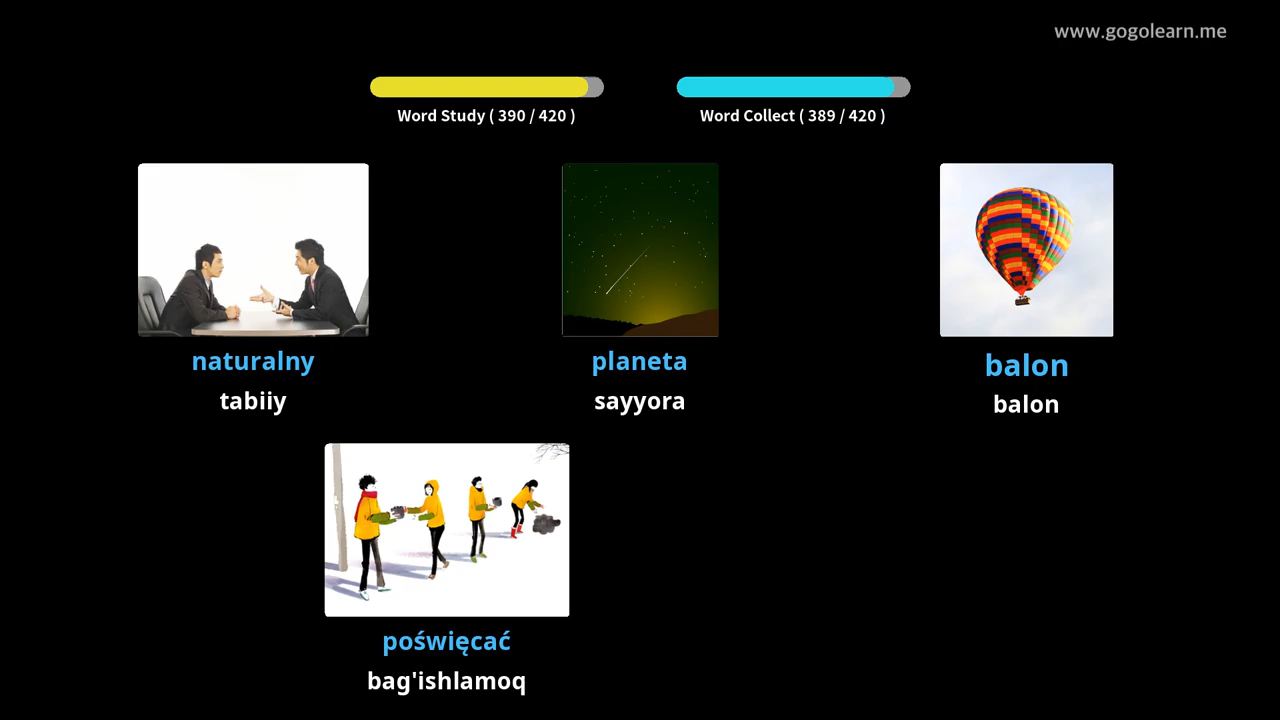 www.gogolearn.me
Word Study ( 390 / 420 )
Word Collect ( 389 / 420 )
naturalny
tabiiy
planeta
sayyora
balon
balon
poświęcać
bag'ishlamoq